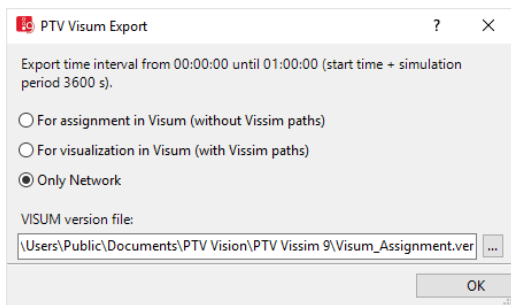 PTV Visum Export ? ×
Export time interval from 00:00:00 until 01:00:00 (start time + simulation
period 3600 s).
For assignment in Visum (without Vissim paths)
For visualization in Visum (with Vissim paths)
Only Network
VISUM version file:
\Users\Public\Documents\PTV Vision\PTV Vissim 9\Visum_Assignment.ver ...
OK